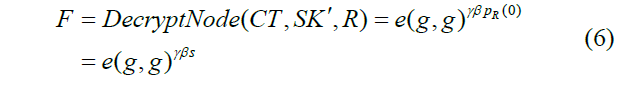 F = DecryptNode(CT, SK′, R) = e(g, g)^{γβ p_R(0)}
= e(g, g)^{γβs} (6)